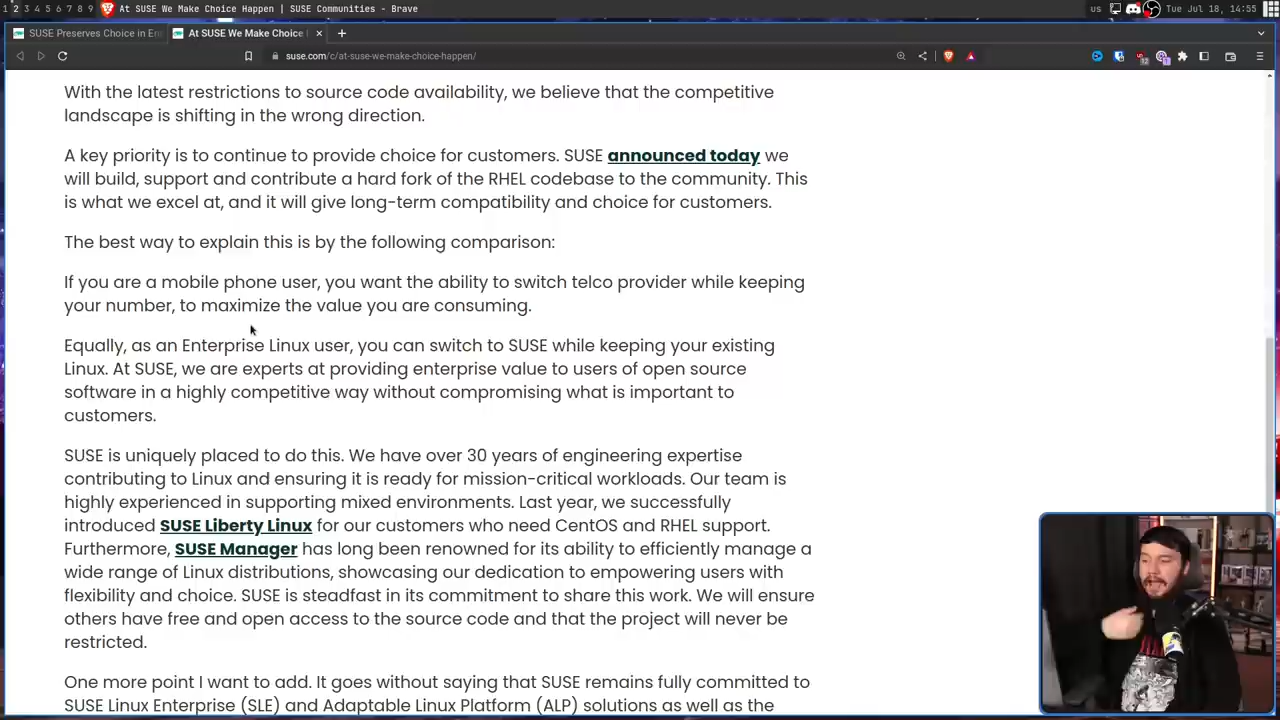 1 2 3 4 5 6 7 8 9 At SUSE We Make Choice Happen | SUSE Communities - Brave us Tue Jul 18, 14:55
SUSE Preserves Choice in En At SUSE We Make Choice
suse.com/c/at-suse-we-make-choice-happen/
With the latest restrictions to source code availability, we believe that the competitive
landscape is shifting in the wrong direction.
A key priority is to continue to provide choice for customers. SUSE announced today we
will build, support and contribute a hard fork of the RHEL codebase to the community. This
is what we excel at, and it will give long-term compatibility and choice for customers.
The best way to explain this is by the following comparison:
If you are a mobile phone user, you want the ability to switch telco provider while keeping
your number, to maximize the value you are consuming.
Equally, as an Enterprise Linux user, you can switch to SUSE while keeping your existing
Linux. At SUSE, we are experts at providing enterprise value to users of open source
software in a highly competitive way without compromising what is important to
customers.
SUSE is uniquely placed to do this. We have over 30 years of engineering expertise
contributing to Linux and ensuring it is ready for mission-critical workloads. Our team is
highly experienced in supporting mixed environments. Last year, we successfully
introduced SUSE Liberty Linux for our customers who need CentOS and RHEL support.
Furthermore, SUSE Manager has long been renowned for its ability to efficiently manage a
wide range of Linux distributions, showcasing our dedication to empowering users with
flexibility and choice. SUSE is steadfast in its commitment to share this work. We will ensure
others have free and open access to the source code and that the project will never be
restricted.
One more point I want to add. It goes without saying that SUSE remains fully committed to
SUSE Linux Enterprise (SLE) and Adaptable Linux Platform (ALP) solutions as well as the